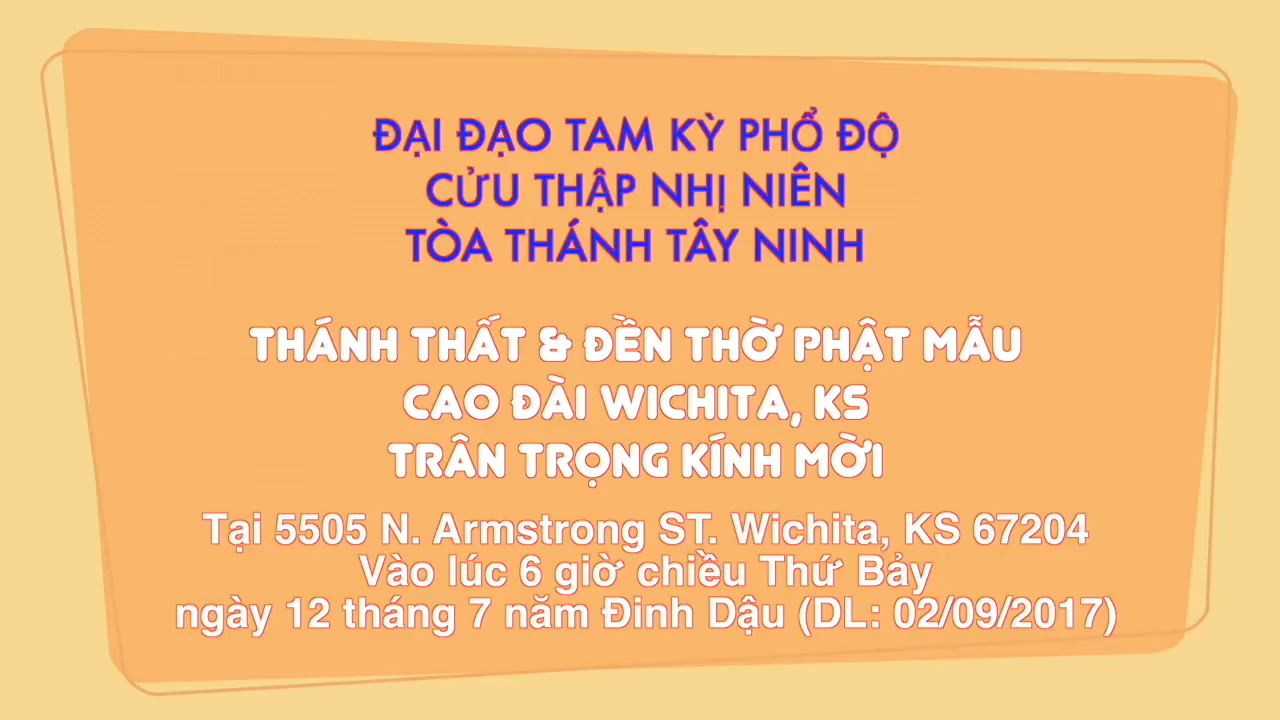 ĐẠI ĐẠO TAM KỲ PHỔ ĐỘ
CỬU THẬP NHỊ NIÊN
TÒA THÁNH TÂY NINH
THÁNH THẤT & ĐỀN THỜ PHẬT MẪU
CAO ĐÀI WICHITA, KS
TRÂN TRỌNG KÍNH MỜI
Tại 5505 N. Armstrong ST. Wichita, KS 67204
Vào lúc 6 giờ chiều Thứ Bảy
ngày 12 tháng 7 năm Đinh Dậu (DL: 02/09/2017)